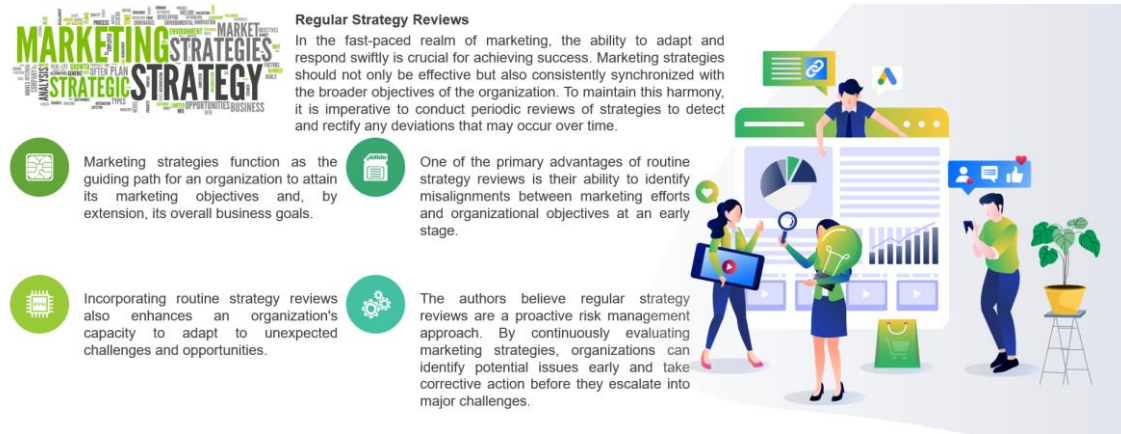 MARKETING STRATEGIES
STRATEGIC STRATEGY
MARKET
ENVIRONMENT
OFTEN PLAN
ANALYSIS
TYPES
OPPORTUNITIES
BUSINESS
Regular Strategy Reviews
In the fast-paced realm of marketing, the ability to adapt and
respond swiftly is crucial for achieving success. Marketing strategies
should not only be effective but also consistently synchronized with
the broader objectives of the organization. To maintain this harmony,
it is imperative to conduct periodic reviews of strategies to detect
and rectify any deviations that may occur over time.
Marketing strategies function as the
guiding path for an organization to attain
its marketing objectives and, by
extension, its overall business goals.
One of the primary advantages of routine
strategy reviews is their ability to identify
misalignments between marketing efforts
and organizational objectives at an early
stage.
Incorporating routine strategy reviews
also enhances an organization's
capacity to adapt to unexpected
challenges and opportunities.
The authors believe regular strategy
reviews are a proactive risk management
approach. By continuously evaluating
marketing strategies, organizations can
identify potential issues early and take
corrective action before they escalate into
major challenges.